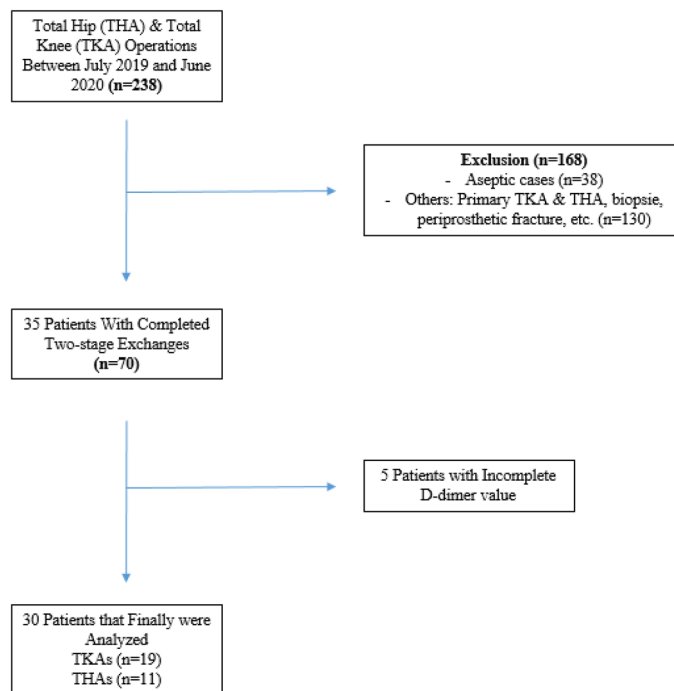 Total Hip (THA) & Total
Knee (TKA) Operations
Between July 2019 and June
2020 (n=238)
Exclusion (n=168)
- Aseptic cases (n=38)
- Others: Primary TKA & THA, biopsie,
periprosthetic fracture, etc. (n=130)
35 Patients With Completed
Two-stage Exchanges
(n=70)
5 Patients with Incomplete
D-dimer value
30 Patients that Finally were
Analyzed
TKAs (n=19)
THAs (n=11)